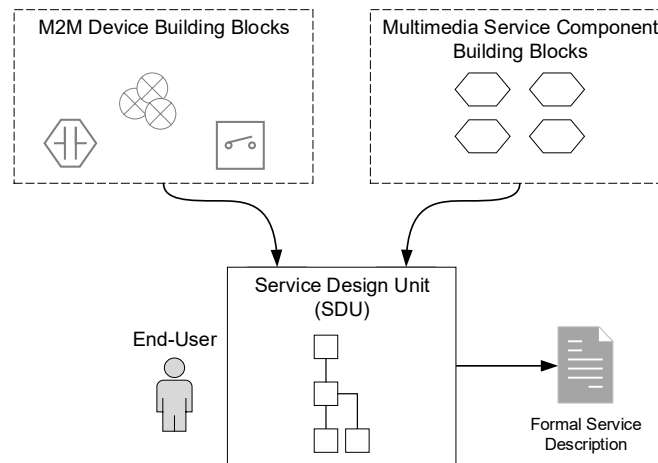 M2M Device Building Blocks
Multimedia Service Component
Building Blocks
Service Design Unit
(SDU)
End-User
Formal Service
Description